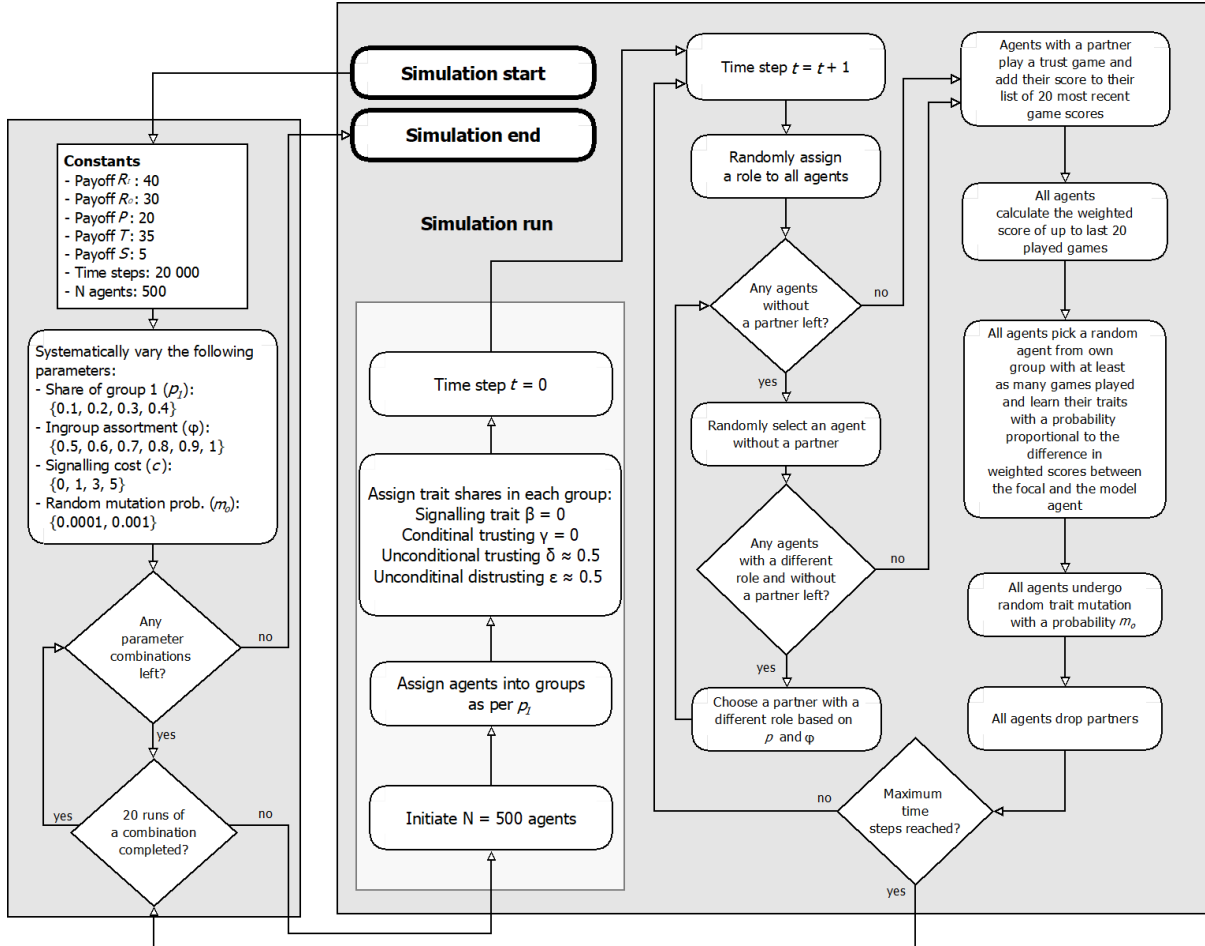 Simulation start
Simulation end
Simulation run
Constants
- Payoff R_I : 40
- Payoff R_O : 30
- Payoff P : 20
- Payoff T : 35
- Payoff S : 5
- Time steps: 20 000
- N agents: 500
Systematically vary the following
parameters:
- Share of group 1 (p_I):
{0.1, 0.2, 0.3, 0.4}
- Ingroup assortment (φ):
{0.5, 0.6, 0.7, 0.8, 0.9, 1}
- Signalling cost (c):
{0, 1, 3, 5}
- Random mutation prob. (m_o):
{0.0001, 0.001}
Any
parameter
combinations
left?
no
yes
20 runs of
a combination
completed?
yes
no
Initiate N = 500 agents
Assign agents into groups
as per p_I
Assign trait shares in each group:
Signalling trait β = 0
Conditinal trusting γ = 0
Unconditional trusting δ ≈ 0.5
Unconditinal distrusting ε ≈ 0.5
Time step t = 0
Time step t = t + 1
Randomly assign
a role to all agents
Any agents
without
a partner left?
no
yes
Randomly select an agent
without a partner
Any agents
with a different
role and without
a partner left?
no
yes
Choose a partner with a
different role based on
p and φ
Agents with a partner
play a trust game and
add their score to their
list of 20 most recent
game scores
All agents
calculate the weighted
score of up to last 20
played games
All agents pick a random
agent from own
group with at least
as many games played
and learn their traits
with a probability
proportional to the
difference in
weighted scores between
the focal and the model
agent
All agents undergo
random trait mutation
with a probability m_o
All agents drop partners
Maximum
time
steps reached?
no
yes